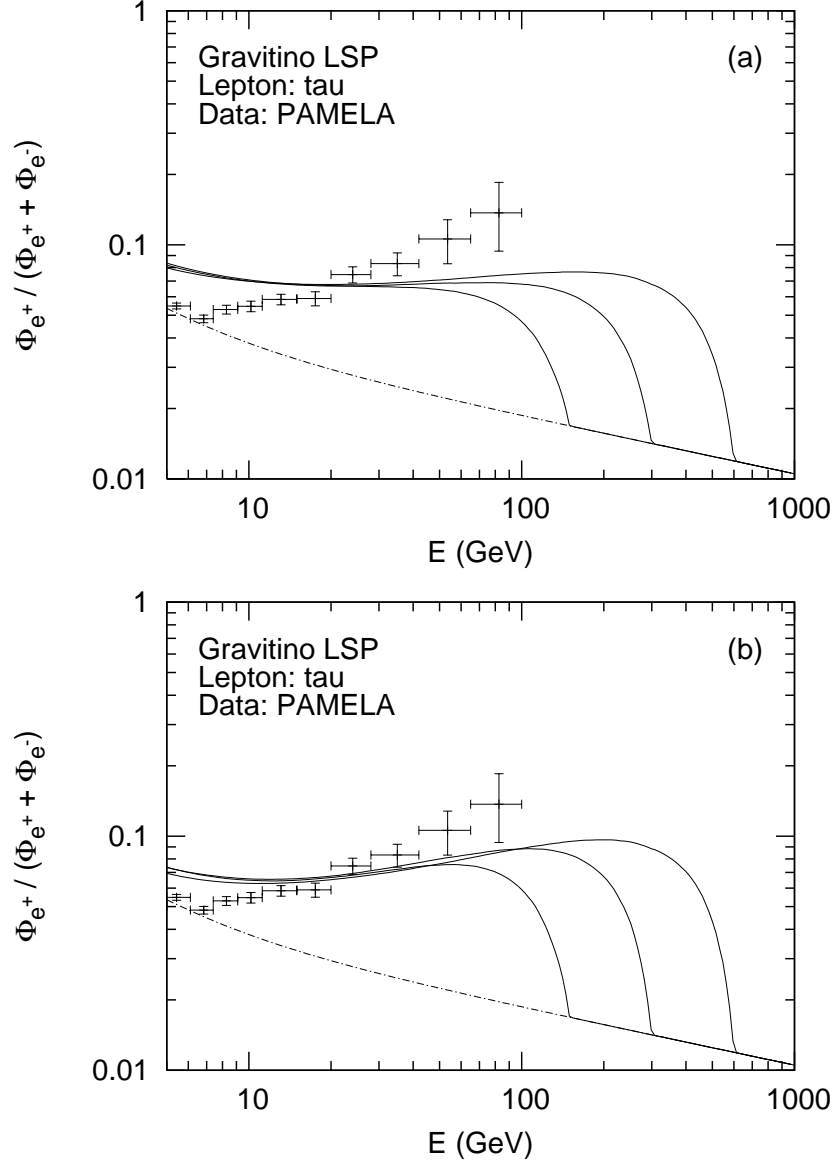 1
Gravitino LSP
(a)
Lepton: tau
Data: PAMELA
0.1
Φe+ / (Φe+ + Φe-)
0.01
10
100
1000
E (GeV)
1
Gravitino LSP
(b)
Lepton: tau
Data: PAMELA
0.1
Φe+ / (Φe+ + Φe-)
0.01
10
100
1000
E (GeV)